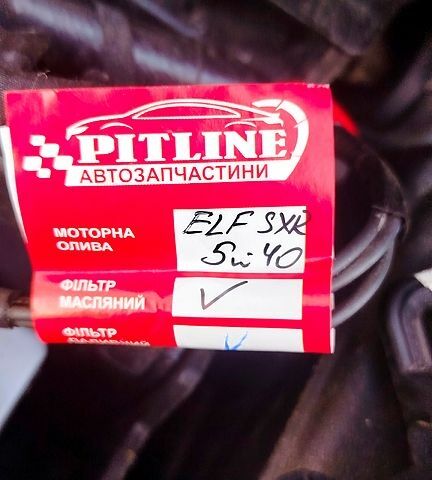 PITLINE
АВТОЗАПЧАСТИНИ
МОТОРНА
ОЛИВА
ELF SXR
5w40
ФІЛЬТР
МАСЛЯНИЙ
ФІЛЬТР